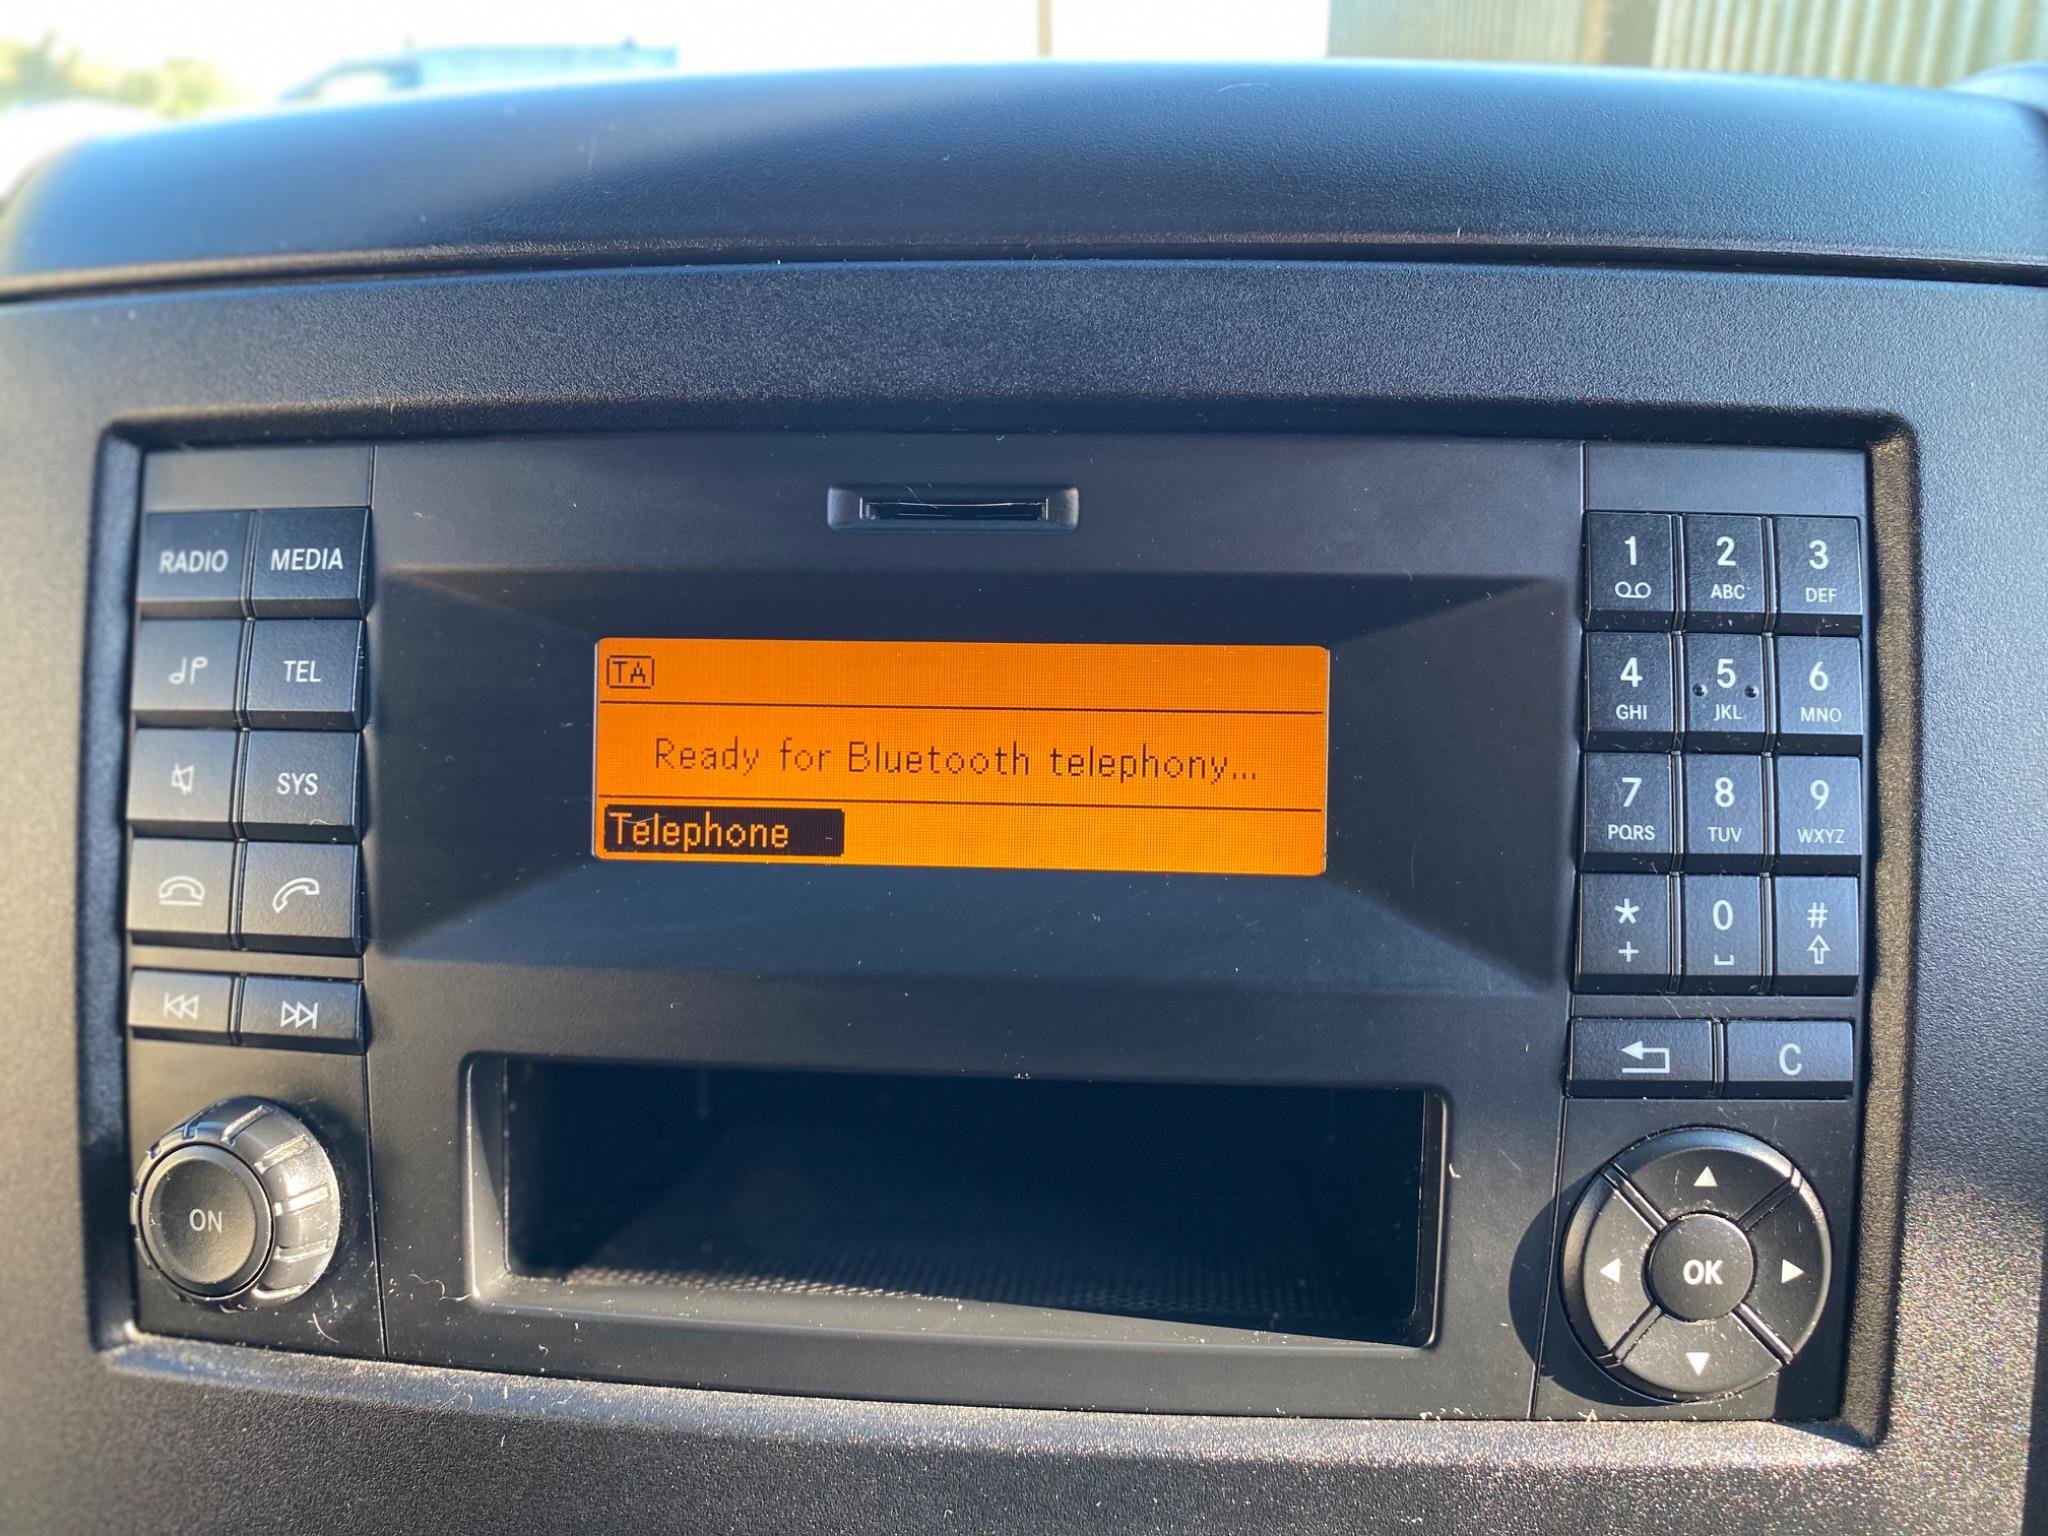 RADIO MEDIA
TEL
SYS
ON
TA
Ready for Bluetooth telephony...
Telephone
1 2 3
ABC DEF
4 5 6
GHI JKL MNO
7 8 9
PQRS TUV WXYZ
* 0 #
+
C
OK